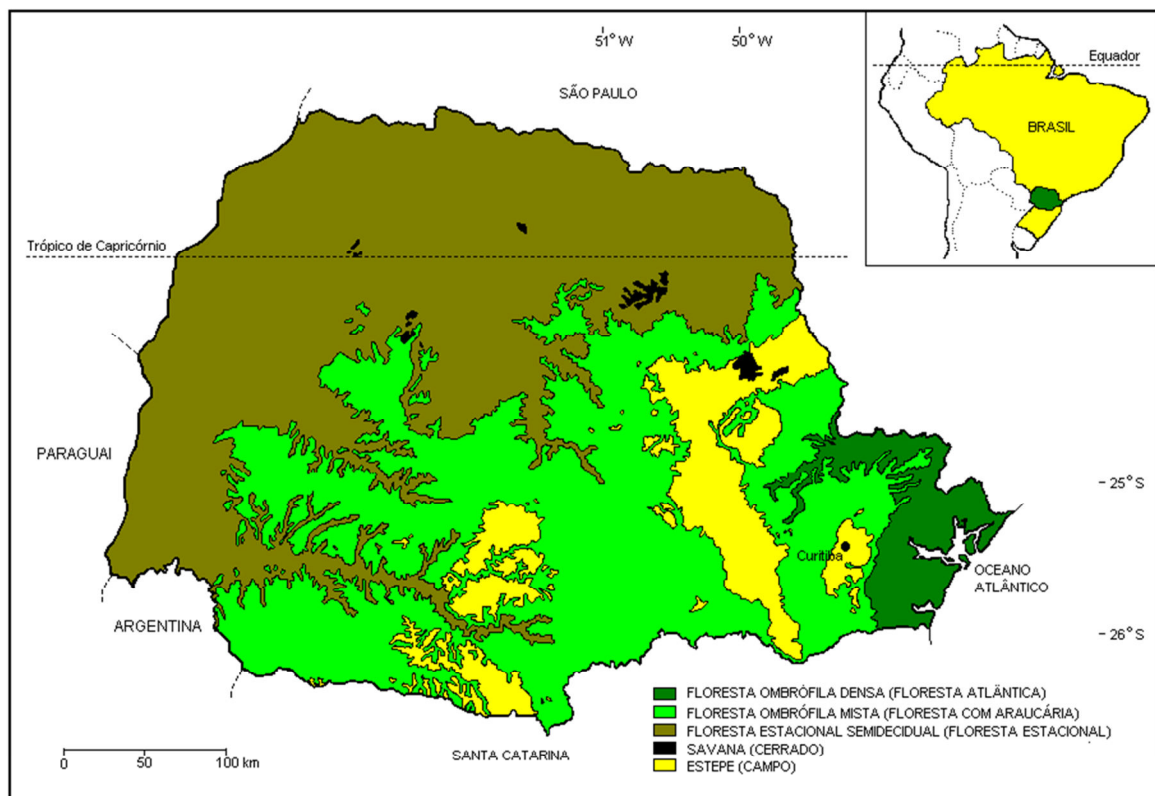 51° W
50° W
SÃO PAULO
Equador
BRASIL
Trópico de Capricórnio
PARAGUAI
25°S
Curitiba
OCEANO
ATLÂNTICO
ARGENTINA
26°S
FLORESTA OMBRÓFILA DENSA (FLORESTA ATLÂNTICA)
FLORESTA OMBRÓFILA MISTA (FLORESTA COM ARAUCÁRIA)
FLORESTA ESTACIONAL SEMIDECIDUAL (FLORESTA ESTACIONAL)
SAVANA (CERRADO)
ESTEPE (CAMPO)
SANTA CATARINA
0 50 100 km